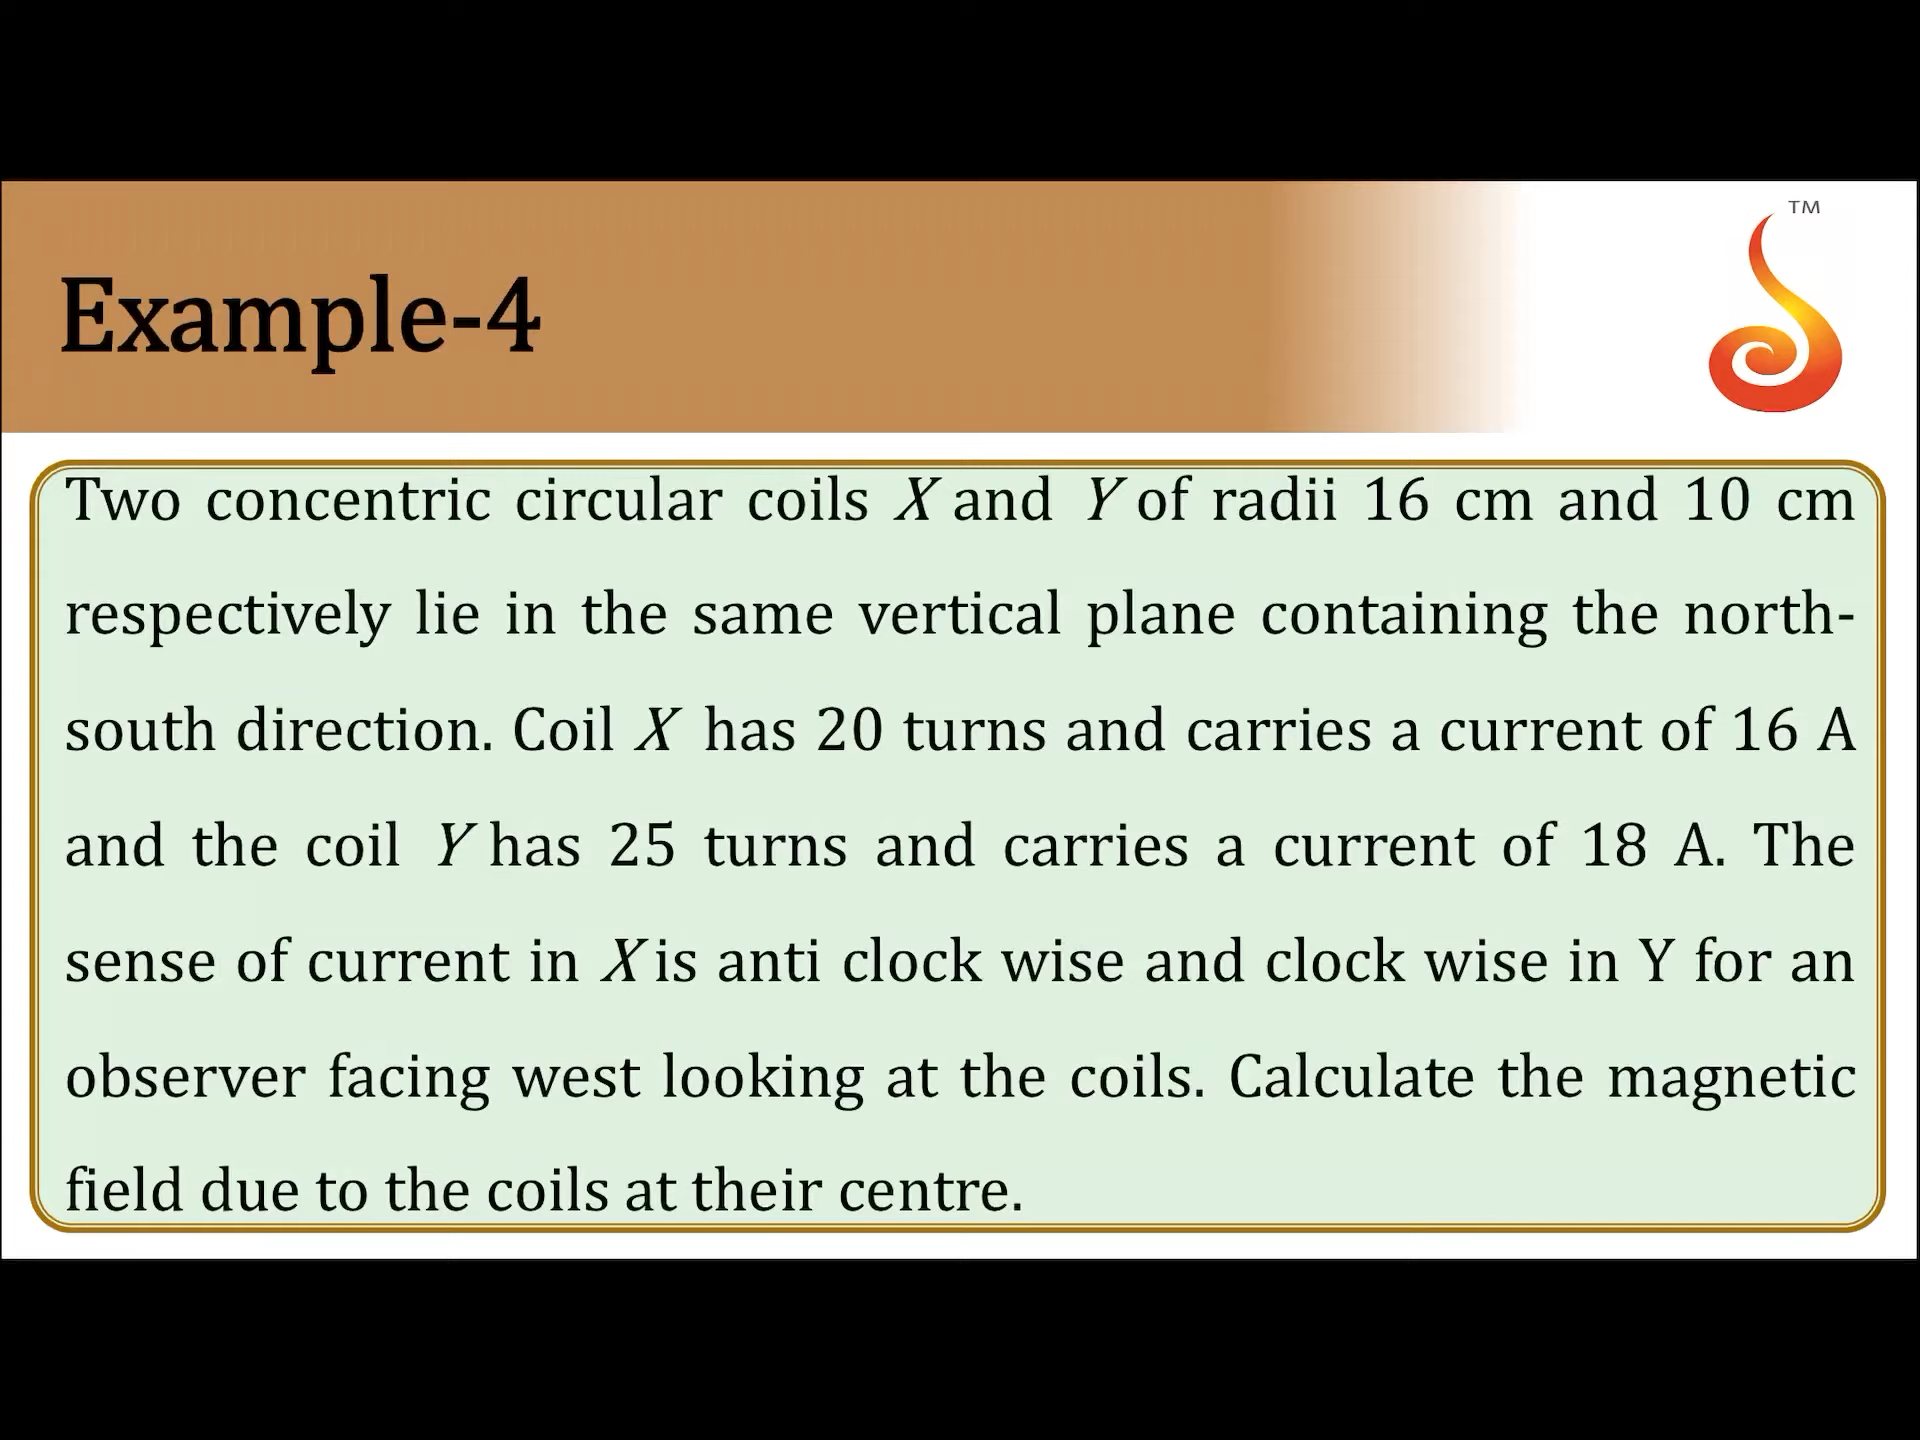 TM
Example-4
Two concentric circular coils X and Y of radii 16 cm and 10 cm
respectively lie in the same vertical plane containing the north-
south direction. Coil X has 20 turns and carries a current of 16 A
and the coil Y has 25 turns and carries a current of 18 A. The
sense of current in X is anti clock wise and clock wise in Y for an
observer facing west looking at the coils. Calculate the magnetic
field due to the coils at their centre.